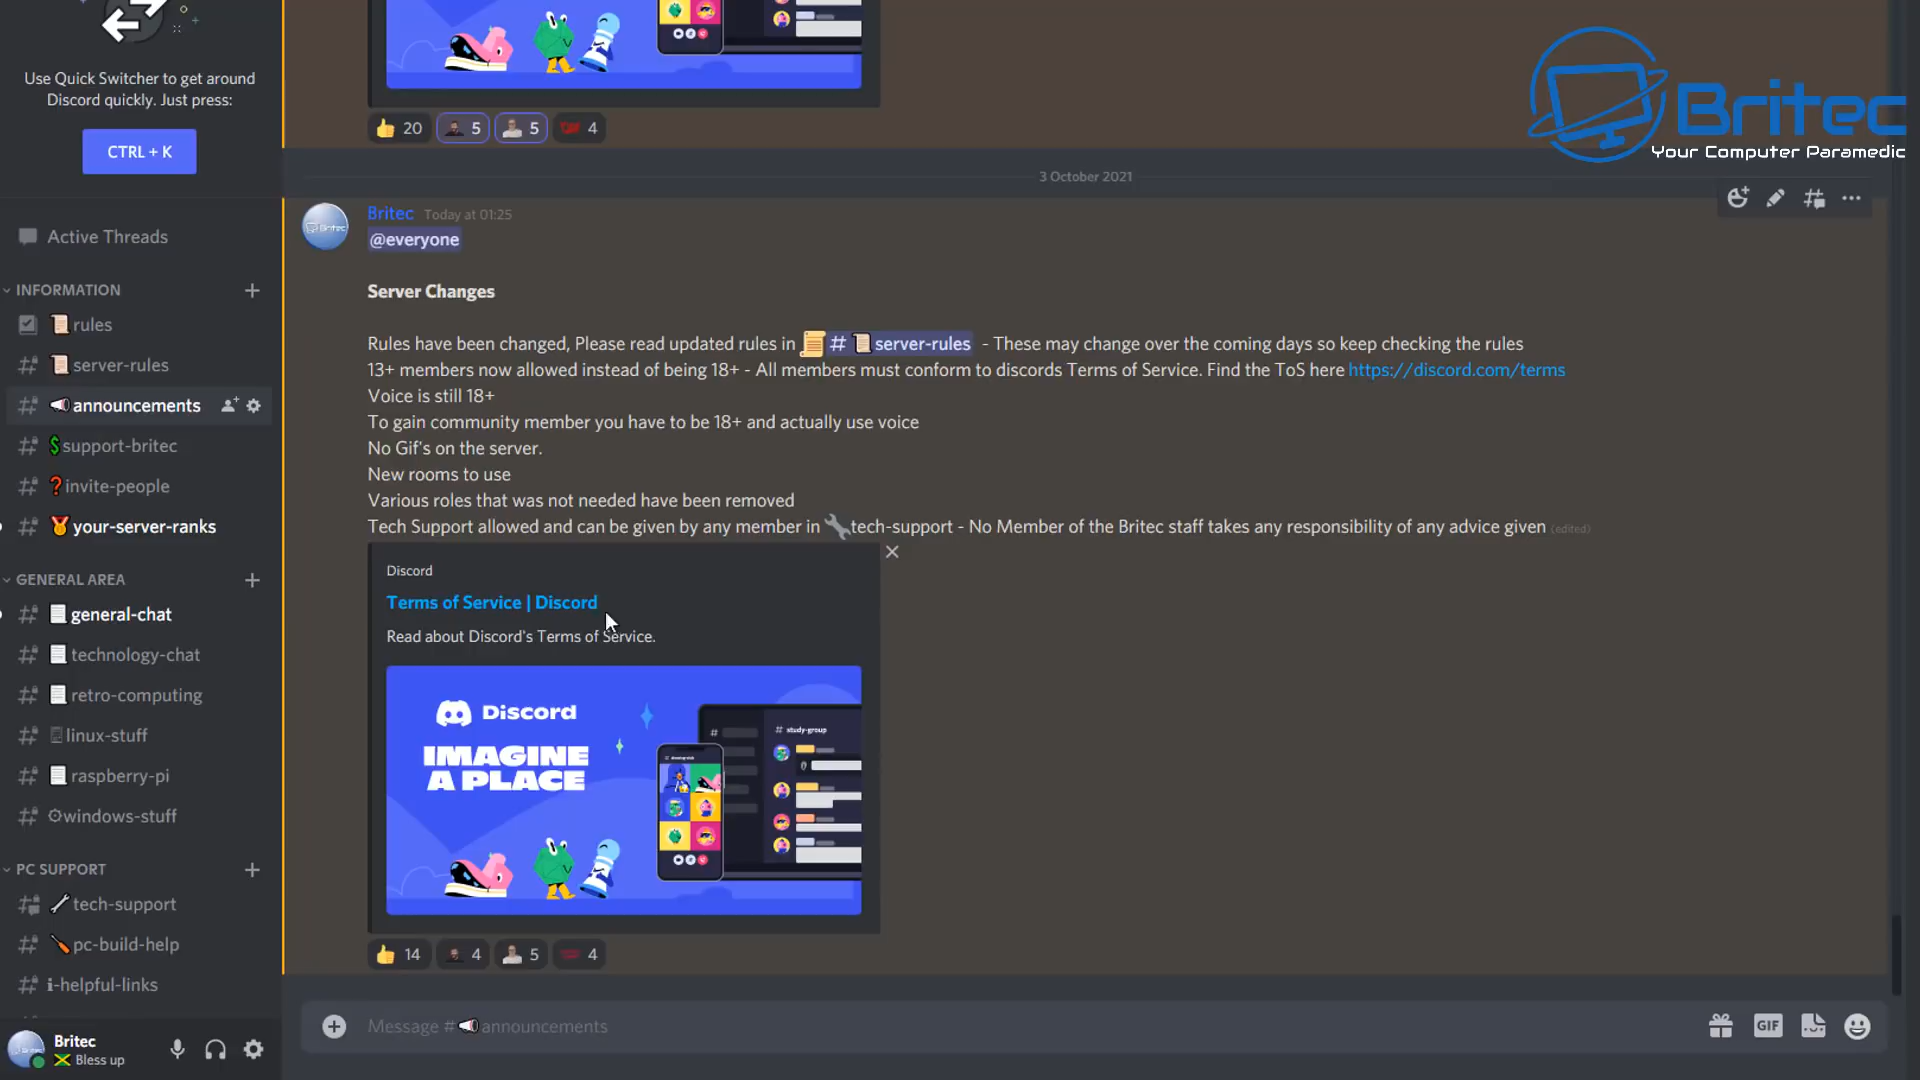 Britec
Your Computer Paramedic
Use Quick Switcher to get around
Discord quickly. Just press:
CTRL + K
Active Threads
INFORMATION
rules
server-rules
announcements
support-britec
invite-people
your-server-ranks
GENERAL AREA
general-chat
technology-chat
retro-computing
linux-stuff
raspberry-pi
windows-stuff
PC SUPPORT
tech-support
pc-build-help
i-helpful-links
Britec
Bless up
20 5 5 4
3 October 2021
Britec Today at 01:25
@everyone
Server Changes
Rules have been changed, Please read updated rules in # server-rules - These may change over the coming days so keep checking the rules
13+ members now allowed instead of being 18+ - All members must conform to discords Terms of Service. Find the ToS here https://discord.com/terms
Voice is still 18+
To gain community member you have to be 18+ and actually use voice
No Gif's on the server.
New rooms to use
Various roles that was not needed have been removed
Tech Support allowed and can be given by any member in tech-support - No Member of the Britec staff takes any responsibility of any advice given (edited)
Discord
Terms of Service | Discord
Read about Discord's Terms of Service.
Discord
IMAGINE
A PLACE
# study-group
14 4 5 4
Message # announcements
GIF